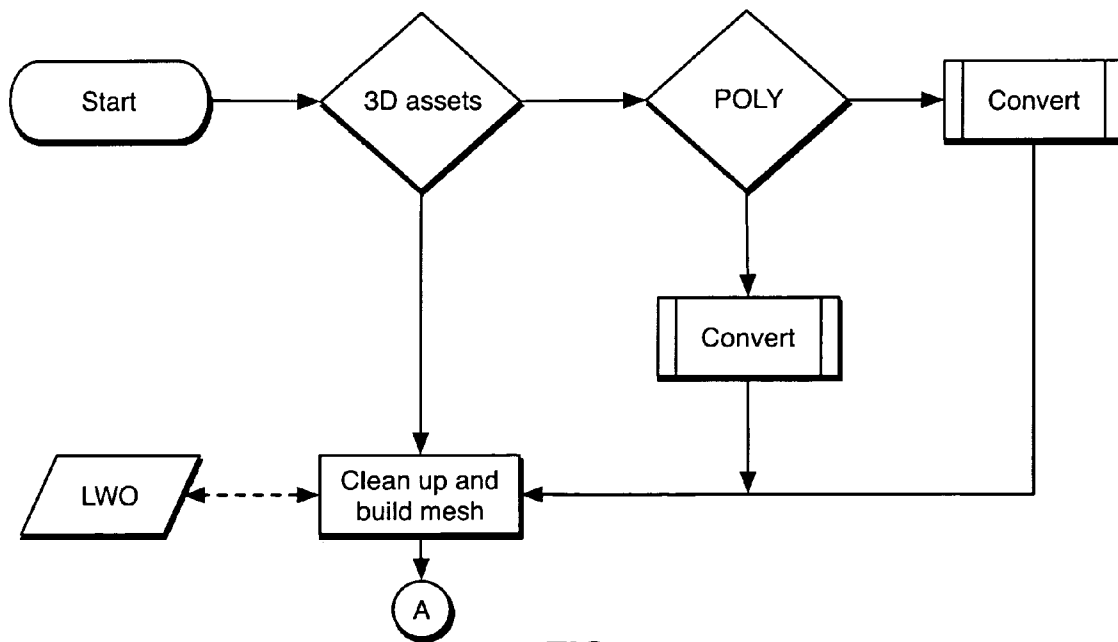 Start
3D assets
POLY
Convert
Convert
LWO
Clean up and
build mesh
A